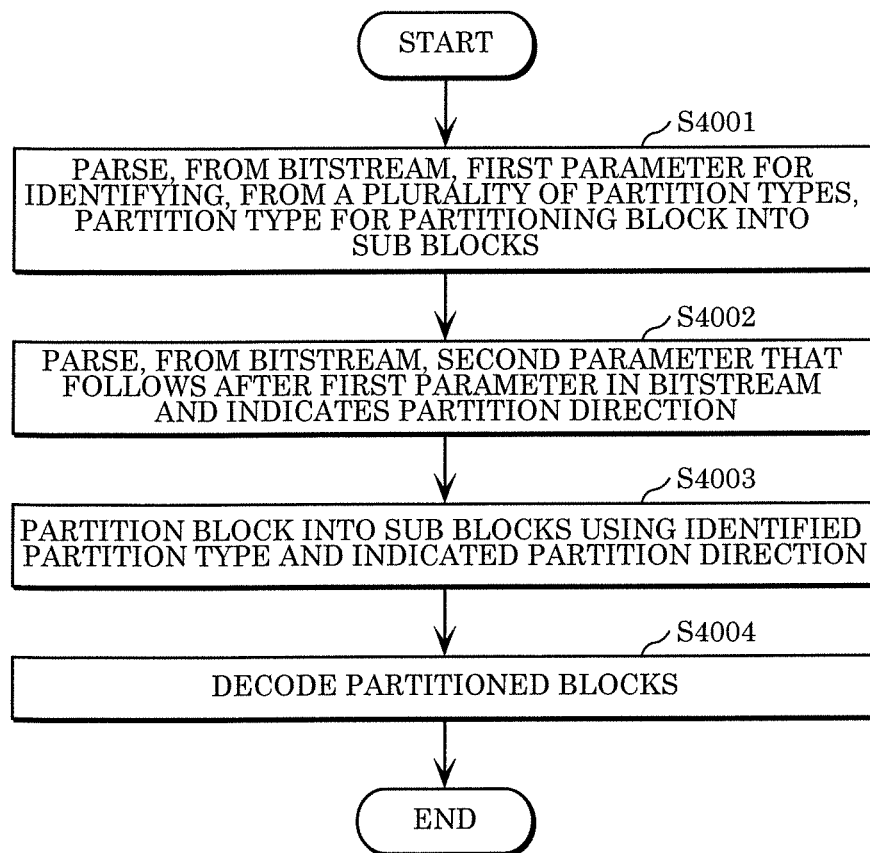 START
S4001
PARSE, FROM BITSTREAM, FIRST PARAMETER FOR
IDENTIFYING, FROM A PLURALITY OF PARTITION TYPES,
PARTITION TYPE FOR PARTITIONING BLOCK INTO
SUB BLOCKS
S4002
PARSE, FROM BITSTREAM, SECOND PARAMETER THAT
FOLLOWS AFTER FIRST PARAMETER IN BITSTREAM
AND INDICATES PARTITION DIRECTION
S4003
PARTITION BLOCK INTO SUB BLOCKS USING IDENTIFIED
PARTITION TYPE AND INDICATED PARTITION DIRECTION
S4004
DECODE PARTITIONED BLOCKS
END